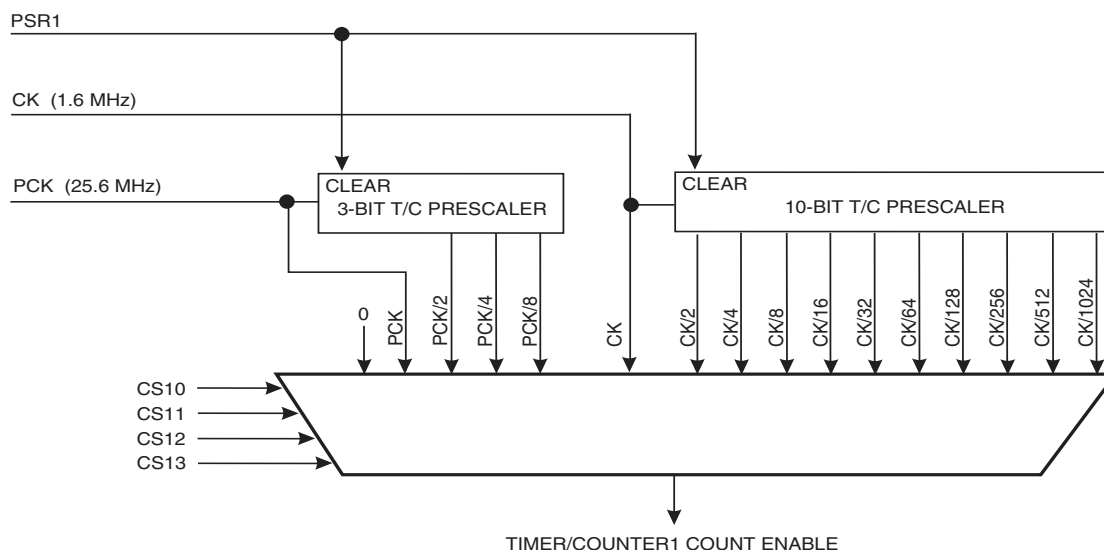 PSR1
CK (1.6 MHz)
PCK (25.6 MHz)
CLEAR
3-BIT T/C PRESCALER
CLEAR
10-BIT T/C PRESCALER
0
PCK
PCK/2
PCK/4
PCK/8
CK
CK/2
CK/4
CK/8
CK/16
CK/32
CK/64
CK/128
CK/256
CK/512
CK/1024
CS10
CS11
CS12
CS13
TIMER/COUNTER1 COUNT ENABLE